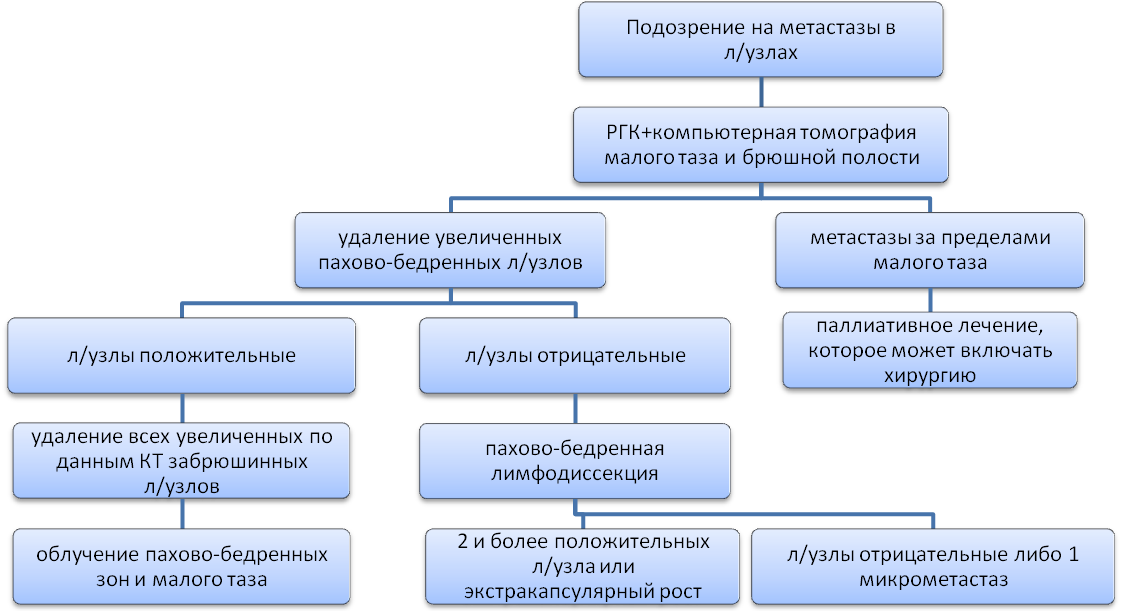 Подозрение на метастазы в
л/узлах
РГК+компьютерная томография
малого таза и брюшной полости
удаление увеличенных
пахово-бедренных л/узлов
метастазы за пределами
малого таза
л/узлы положительные
л/узлы отрицательные
паллиативное лечение,
которое может включать
хирургию
удаление всех увеличенных по
данным КТ забрюшинных
л/узлов
пахово-бедренная
лимфодиссекция
облучение пахово-бедренных
зон и малого таза
2 и более положительных
л/узла или
экстракапсулярный рост
л/узлы отрицательные либо 1
микрометастаз